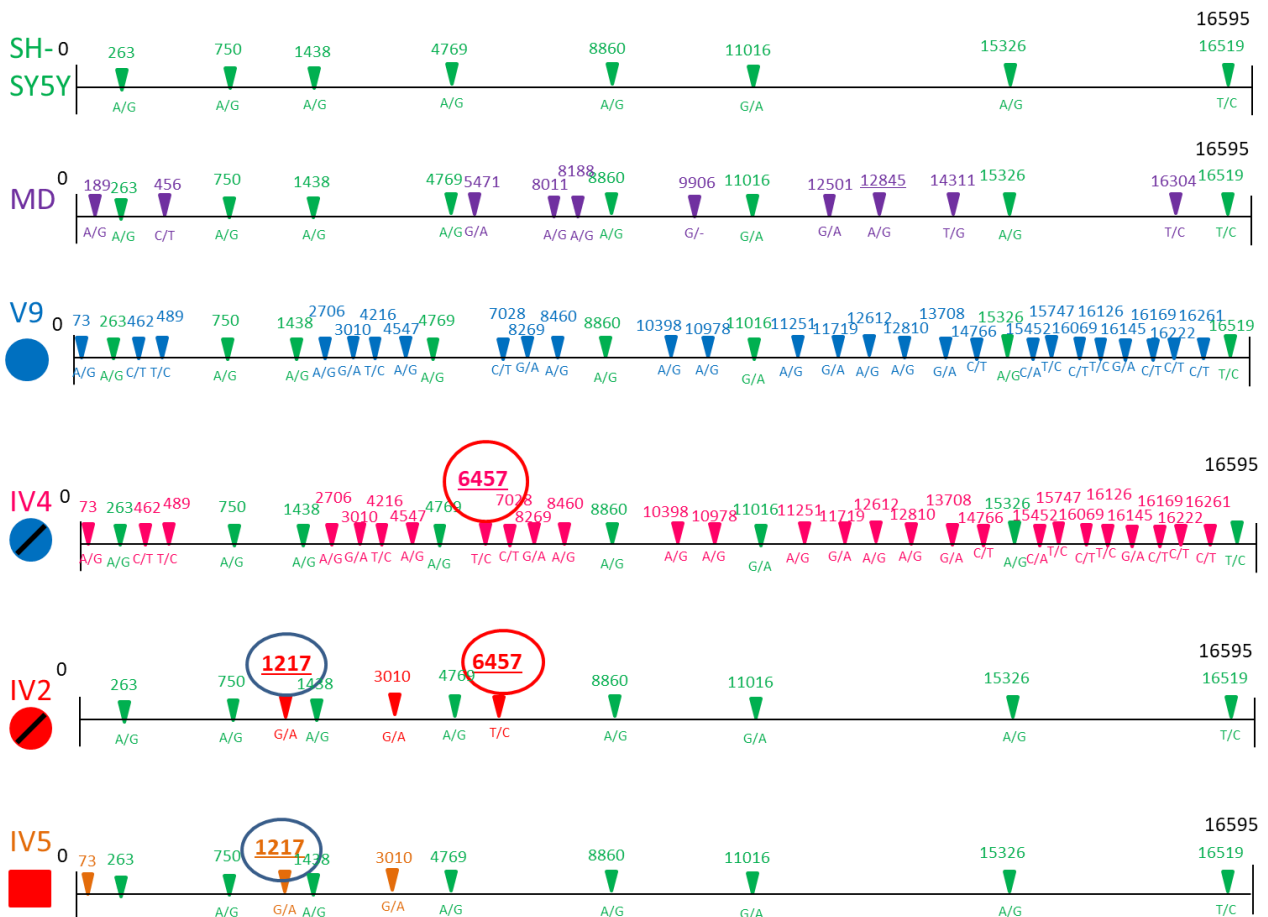 16595
SH-
SY5Y
0 263 750 1438 4769 8860 11016 15326 16519
A/G A/G A/G A/G A/G G/A A/G T/C
16595
MD
0 189 263 456 750 1438 4769 5471 8011 8188 8860 9906 11016 12501 12845 14311 15326 16304 16519
A/G A/G C/T A/G A/G A/G G/A A/G A/G A/G G/- G/A G/A A/G T/G A/G T/C T/C
V9
0 73 263 462 489 750 1438 2706 3010 4216 4547 4769 7028 8269 8460 8860 10398 10978 11016 11251 11719 12612 12810 13708 14766 15326 15452 15747 16069 16126 16145 16169 16222 16261 16519
A/G A/G C/T T/C A/G A/G A/G G/A T/C A/G A/G C/T G/A A/G A/G A/G A/G G/A A/G G/A A/G A/G G/A C/T A/G C/A T/C C/T T/C G/A C/T C/T C/T T/C
16595
IV4
0 73 263 462 489 750 1438 2706 3010 4216 4547 4769 6457 7028 8269 8460 8860 10398 10978 11016 11251 11719 12612 12810 13708 14766 15326 15452 15747 16069 16126 16145 16169 16222 16261
A/G A/G C/T T/C A/G A/G A/G G/A T/C A/G A/G T/C C/T G/A A/G A/G A/G A/G G/A A/G G/A A/G A/G G/A C/T A/G C/A T/C C/T T/C G/A C/T C/T C/T T/C
16595
IV2
0 263 750 1217 1438 3010 4769 6457 8860 11016 15326 16519
A/G A/G G/A A/G G/A A/G T/C A/G G/A A/G T/C
16595
IV5
0 73 263 750 1217 1438 3010 4769 8860 11016 15326 16519
A/G G/A A/G G/A A/G A/G G/A A/G T/C